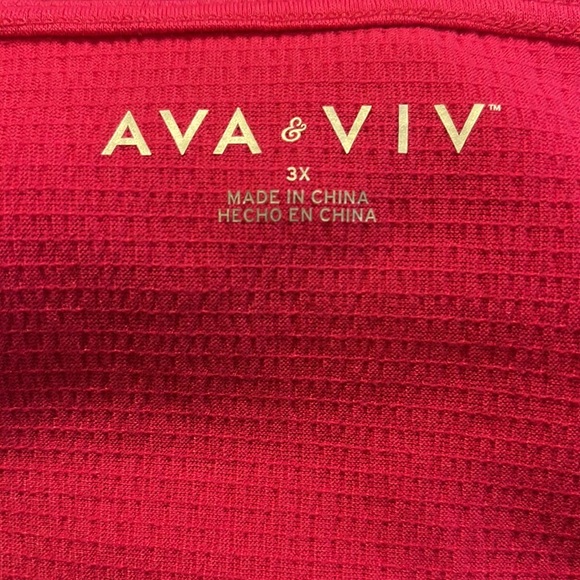 AVA & VIV™
3X
MADE IN CHINA
HECHO EN CHINA